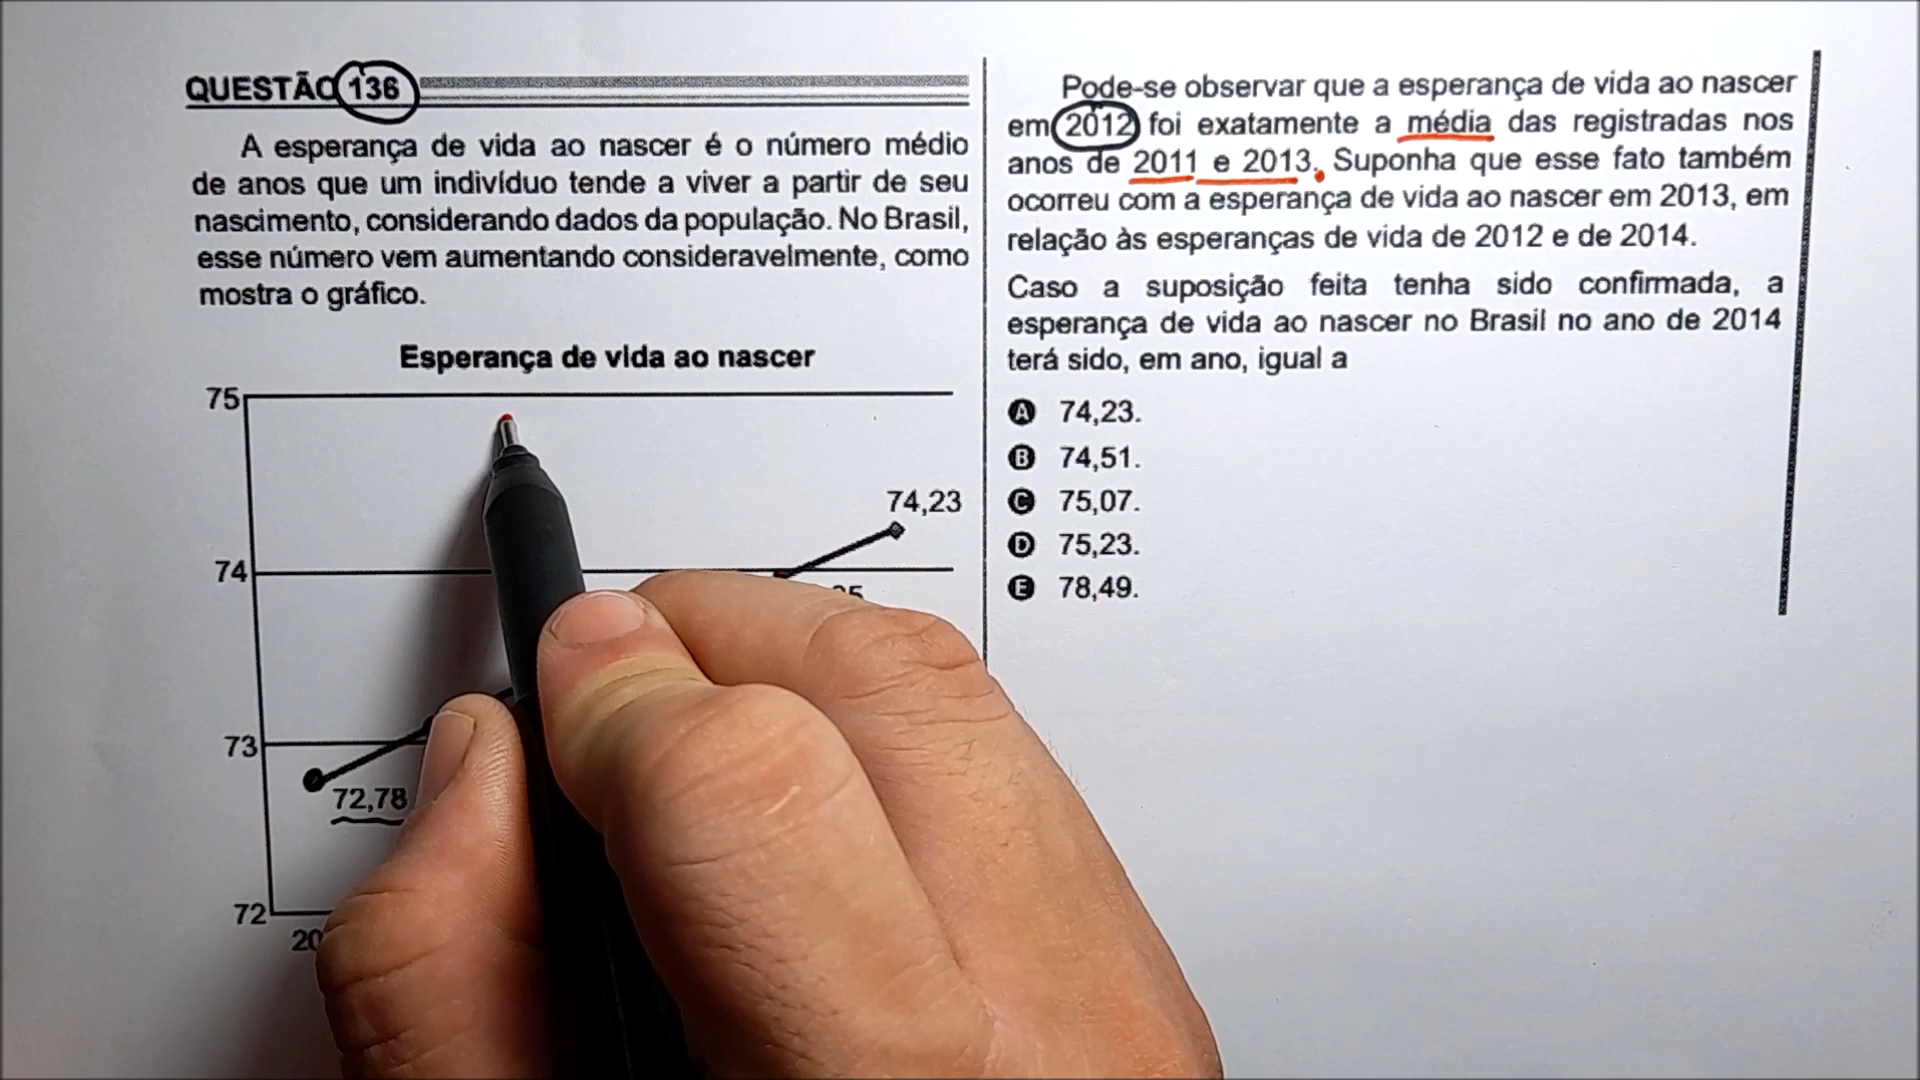 QUESTÃO 136
A esperança de vida ao nascer é o número médio
de anos que um indivíduo tende a viver a partir de seu
nascimento, considerando dados da população. No Brasil,
esse número vem aumentando consideravelmente, como
mostra o gráfico.
Esperança de vida ao nascer
75
74,23
74
73
72,78
72
Pode-se observar que a esperança de vida ao nascer
em 2012 foi exatamente a média das registradas nos
anos de 2011 e 2013. Suponha que esse fato também
ocorreu com a esperança de vida ao nascer em 2013, em
relação às esperanças de vida de 2012 e de 2014.
Caso a suposição feita tenha sido confirmada, a
esperança de vida ao nascer no Brasil no ano de 2014
terá sido, em ano, igual a
A 74,23.
B 74,51.
C 75,07.
D 75,23.
E 78,49.